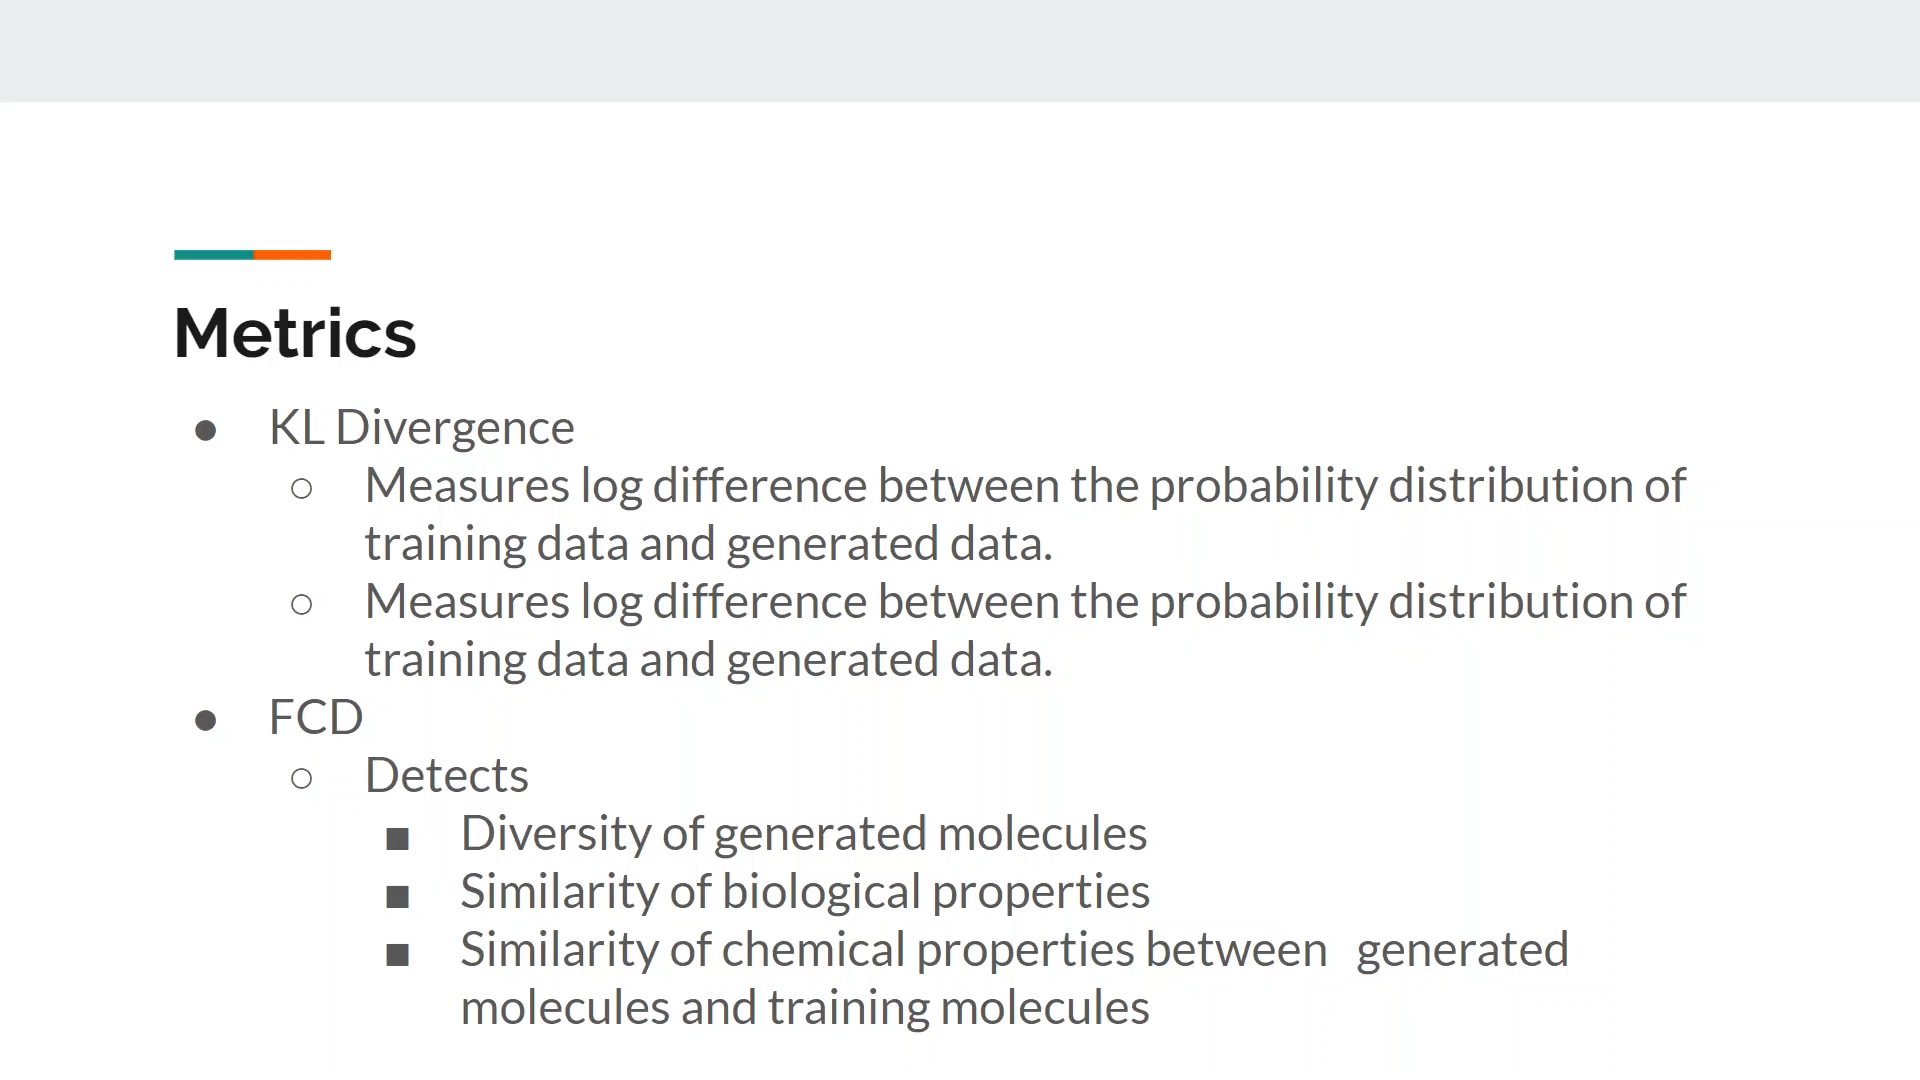 Metrics
● KL Divergence
○ Measures log difference between the probability distribution of
training data and generated data.
○ Measures log difference between the probability distribution of
training data and generated data.
● FCD
○ Detects
■ Diversity of generated molecules
■ Similarity of biological properties
■ Similarity of chemical properties between generated
molecules and training molecules